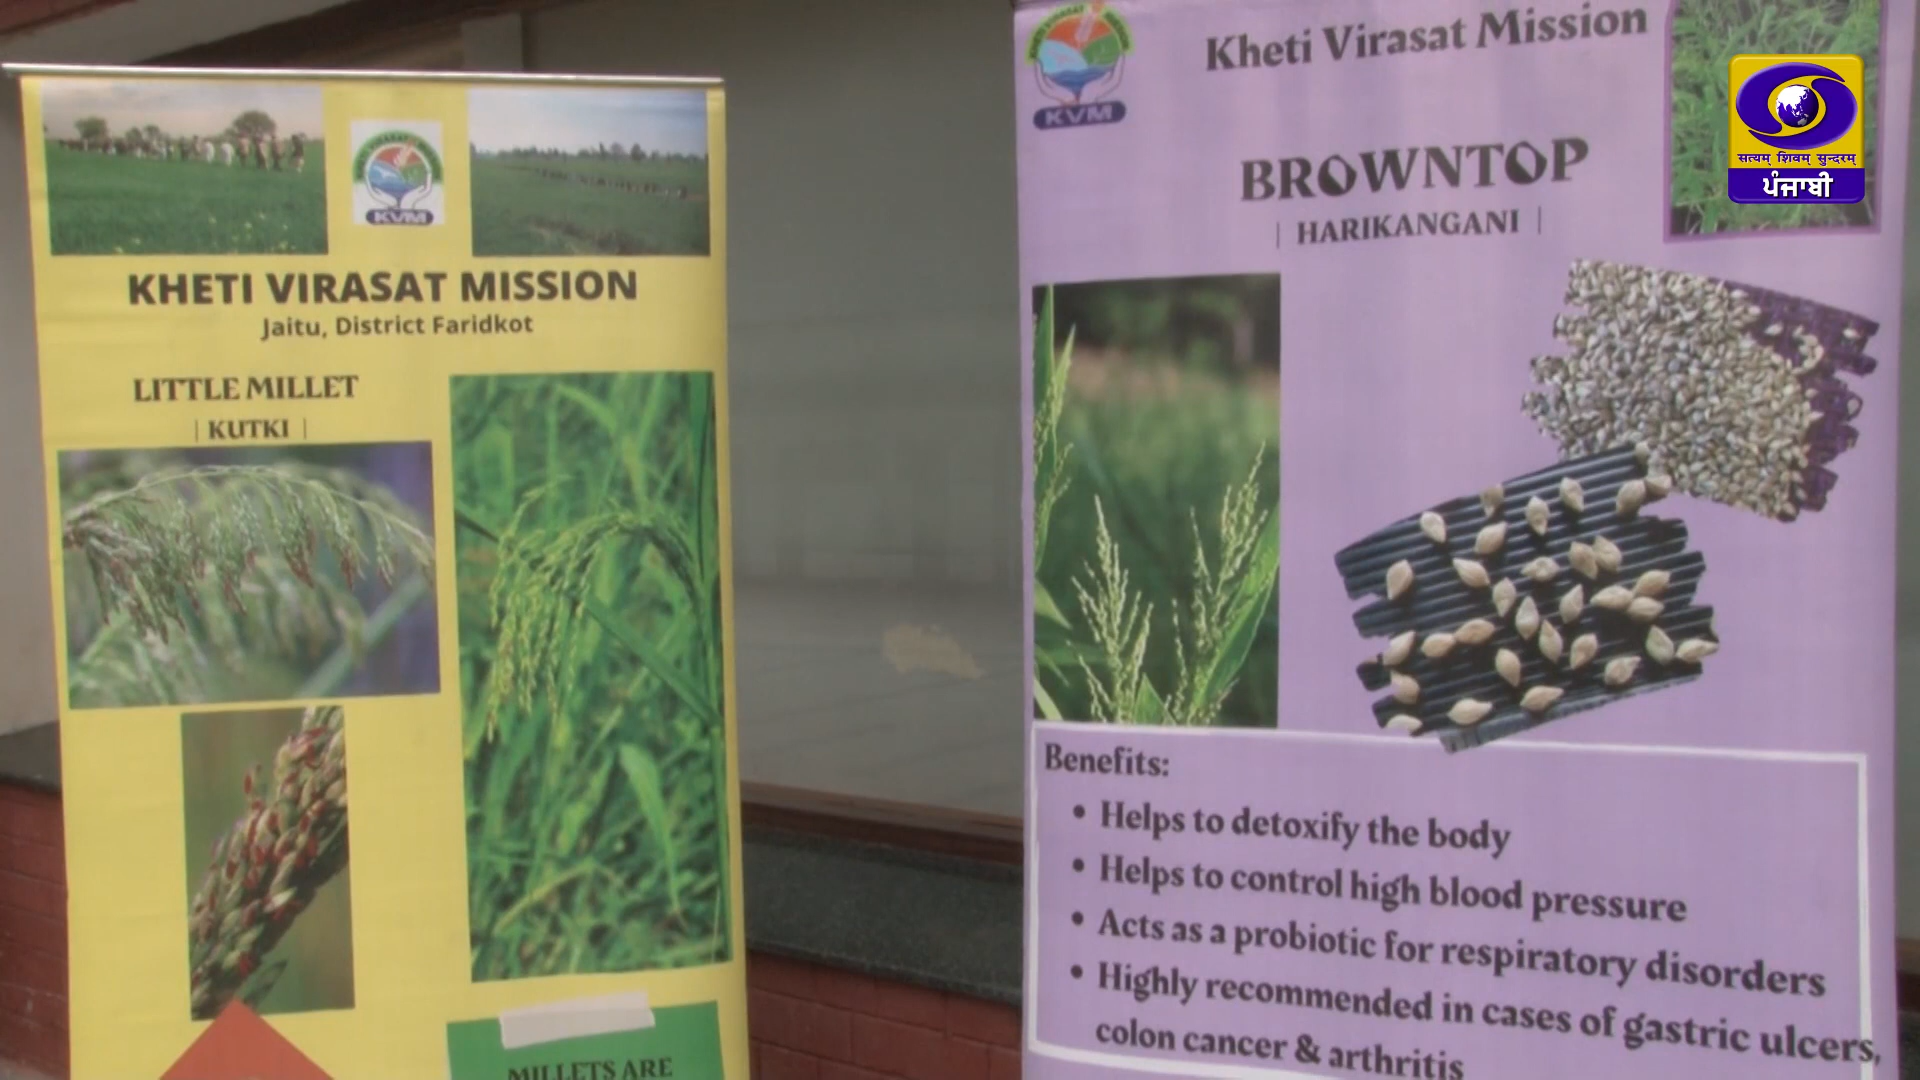 KVM
KHETI VIRASAT MISSION
Jaitu, District Faridkot
LITTLE MILLET
| KUTKI |
MILLETS ARE
KVM
Kheti Virasat Mission
BROWNTOP
| HARIKANGANI |
Benefits:
• Helps to detoxify the body
• Helps to control high blood pressure
• Acts as a probiotic for respiratory disorders
• Highly recommended in cases of gastric ulcers,
colon cancer & arthritis
सत्यम् शिवम् सुन्दरम्
ਪੰਜਾਬੀ